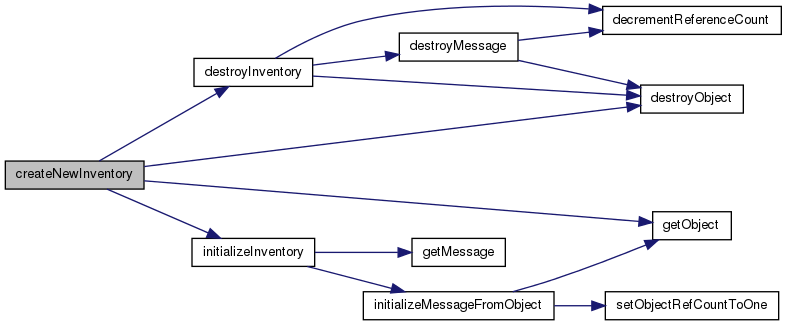 decrementReferenceCount
destroyMessage
destroyInventory
destroyObject
createNewInventory
getObject
initializeInventory
getMessage
initializeMessageFromObject
setObjectRefCountToOne